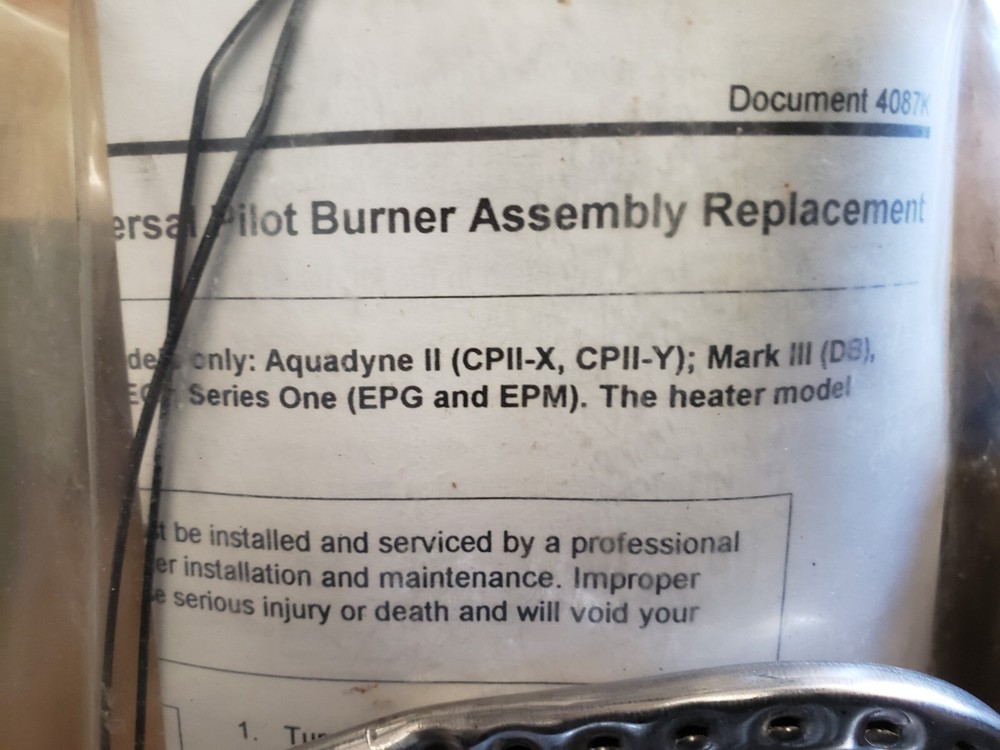 Document 4087K
Pilot Burner Assembly Replacement
only: Aquadyne II (CPII-X, CPII-Y); Mark III (DB),
Series One (EPG and EPM). The heater model
be installed and serviced by a professional
er installation and maintenance. Improper
serious injury or death and will void your
1.